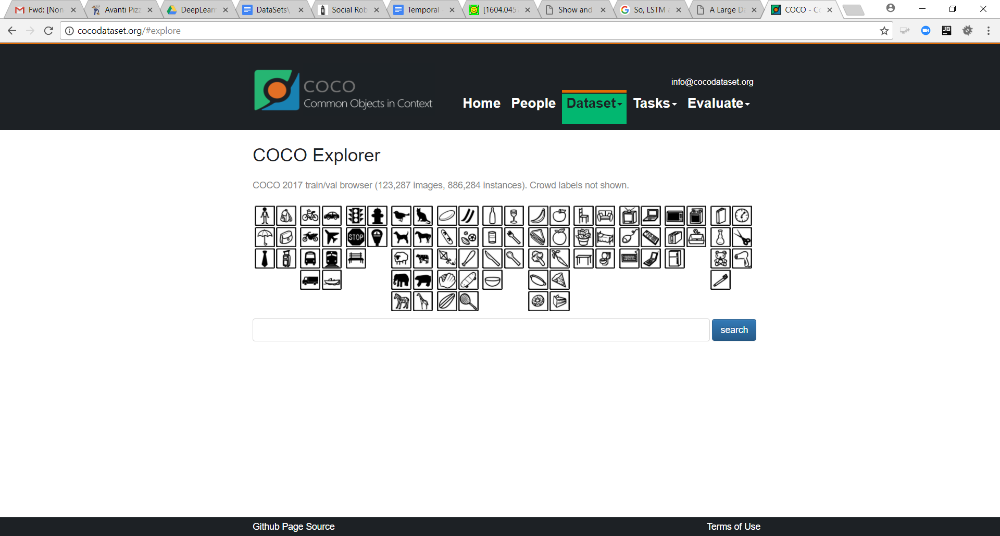 Fwd: [Non
Avanti Pizz
DeepLearn
DataSets\
Social Rob
Temporal
[1604.0457
Show and
So, LSTM a
A Large Da
COCO - Co
cocodataset.org/#explore
JB
COCO
Common Objects in Context
info@cocodataset.org
Home People Dataset Tasks Evaluate
COCO Explorer
COCO 2017 train/val browser (123,287 images, 886,284 instances). Crowd labels not shown.
STOP
search
Github Page Source
Terms of Use